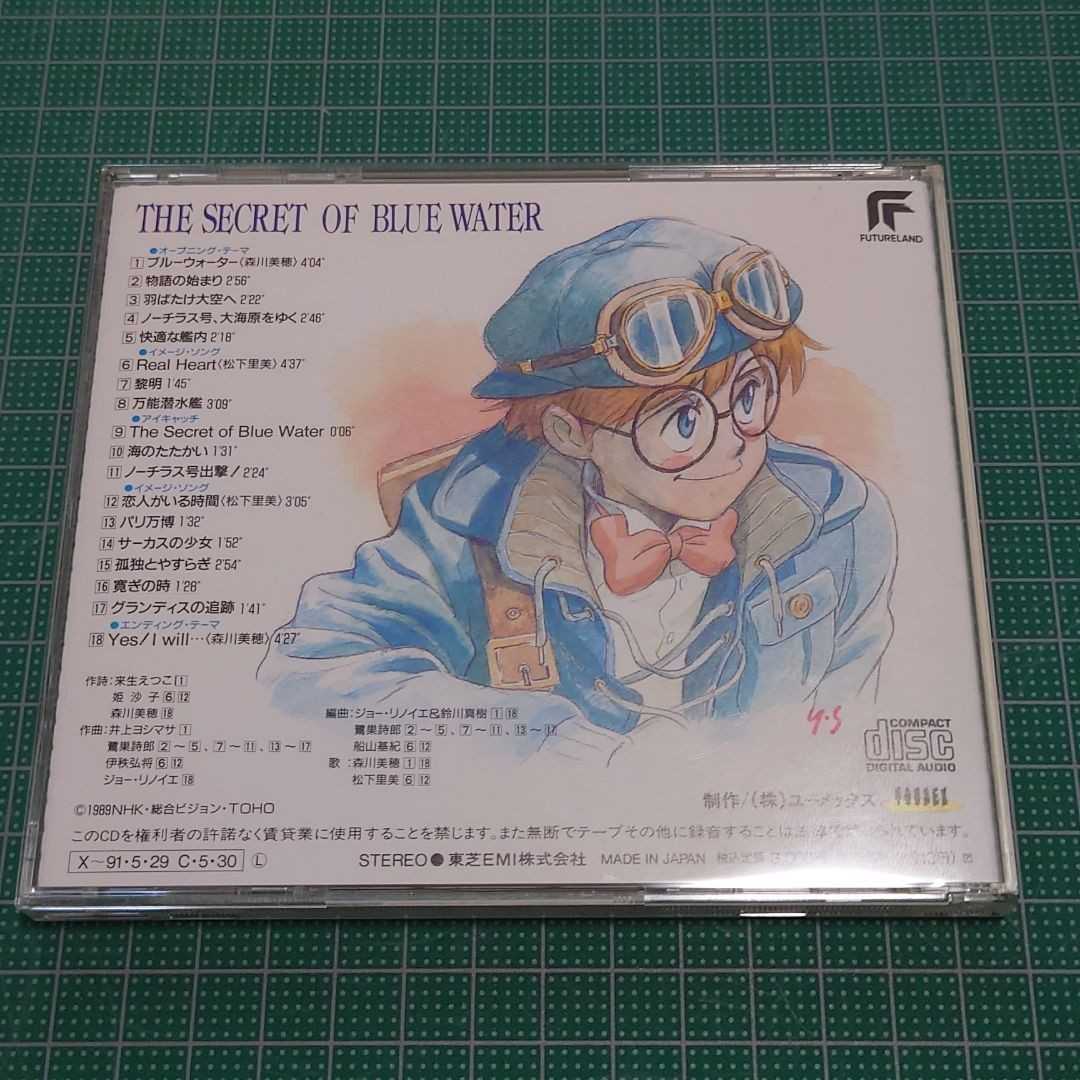 THE SECRET OF BLUE WATER
FUTURELAND
●オープニング・テーマ
1 ブルーウォーター〈森川美穂〉4'04"
2 物語の始まり 2'56"
3 羽ばたけ大空へ 2'22"
4 ノーチラス号、大海原をゆく 2'46"
5 快適な艦内 2'18"
●イメージ・ソング
6 Real Heart〈松下里美〉4'37"
7 黎明 1'45"
8 万能潜水艦 3'09"
●アイキャッチ
9 The Secret of Blue Water 0'06"
10 海のたたかい 1'31"
11 ノーチラス号出撃! 2'24"
●イメージ・ソング
12 恋人がいる時間〈松下里美〉3'05"
13 パリ万博 1'32"
14 サーカスの少女 1'52"
15 孤独とやすらぎ 2'54"
16 寛ぎの時 1'28"
17 グランディスの追跡 1'41"
●エンディング・テーマ
18 Yes/I will…〈森川美穂〉4'27"
作詩:来生えつこ 1
姫 沙子 6 12
森川美穂 18
作曲:井上ヨシマサ 1
鷺巣詩郎 2〜5、7〜11、13〜17
伊秩弘将 6 12
ジョー・リノイエ 18
編曲:ジョー・リノイエ&鈴川真樹 1 18
鷺巣詩郎 2〜5、7〜11、13〜17
船山基紀 6 12
歌:森川美穂 1 18
松下里美 6 12
Y.S
COMPACT
disc
DIGITAL AUDIO
©1989NHK・総合ビジョン・TOHO
制作/(株)ユーメックス
このCDを権利者の許諾なく賃貸業に使用することを禁じます。また無断でテープその他に録音することは法律で られています。
X〜91・5・29 C・5・30 Ⓛ
STEREO● 東芝EMI株式会社 MADE IN JAPAN 税込定価